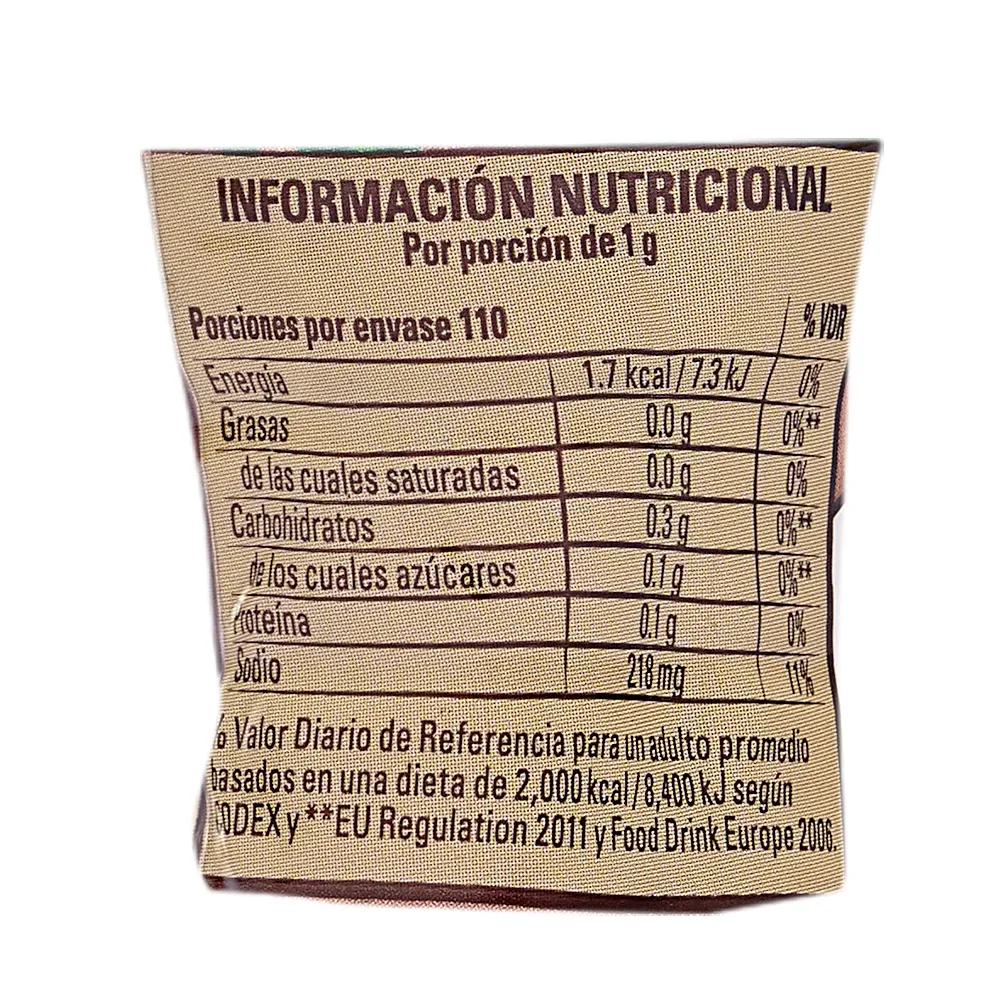 INFORMACIÓN NUTRICIONAL
Por porción de 1 g
Porciones por envase 110 % VDR
Energía 1.7 kcal / 7.3 kJ 0%
Grasas 0.0 g 0%**
de las cuales saturadas 0.0 g 0%
Carbohidratos 0.3 g 0%**
de los cuales azúcares 0.1 g 0%**
Proteína 0.1 g 0%
Sodio 218 mg 11%
% Valor Diario de Referencia para un adulto promedio
basados en una dieta de 2,000 kcal/8,400 kJ según
CODEX y **EU Regulation 2011 y Food Drink Europe 2006.